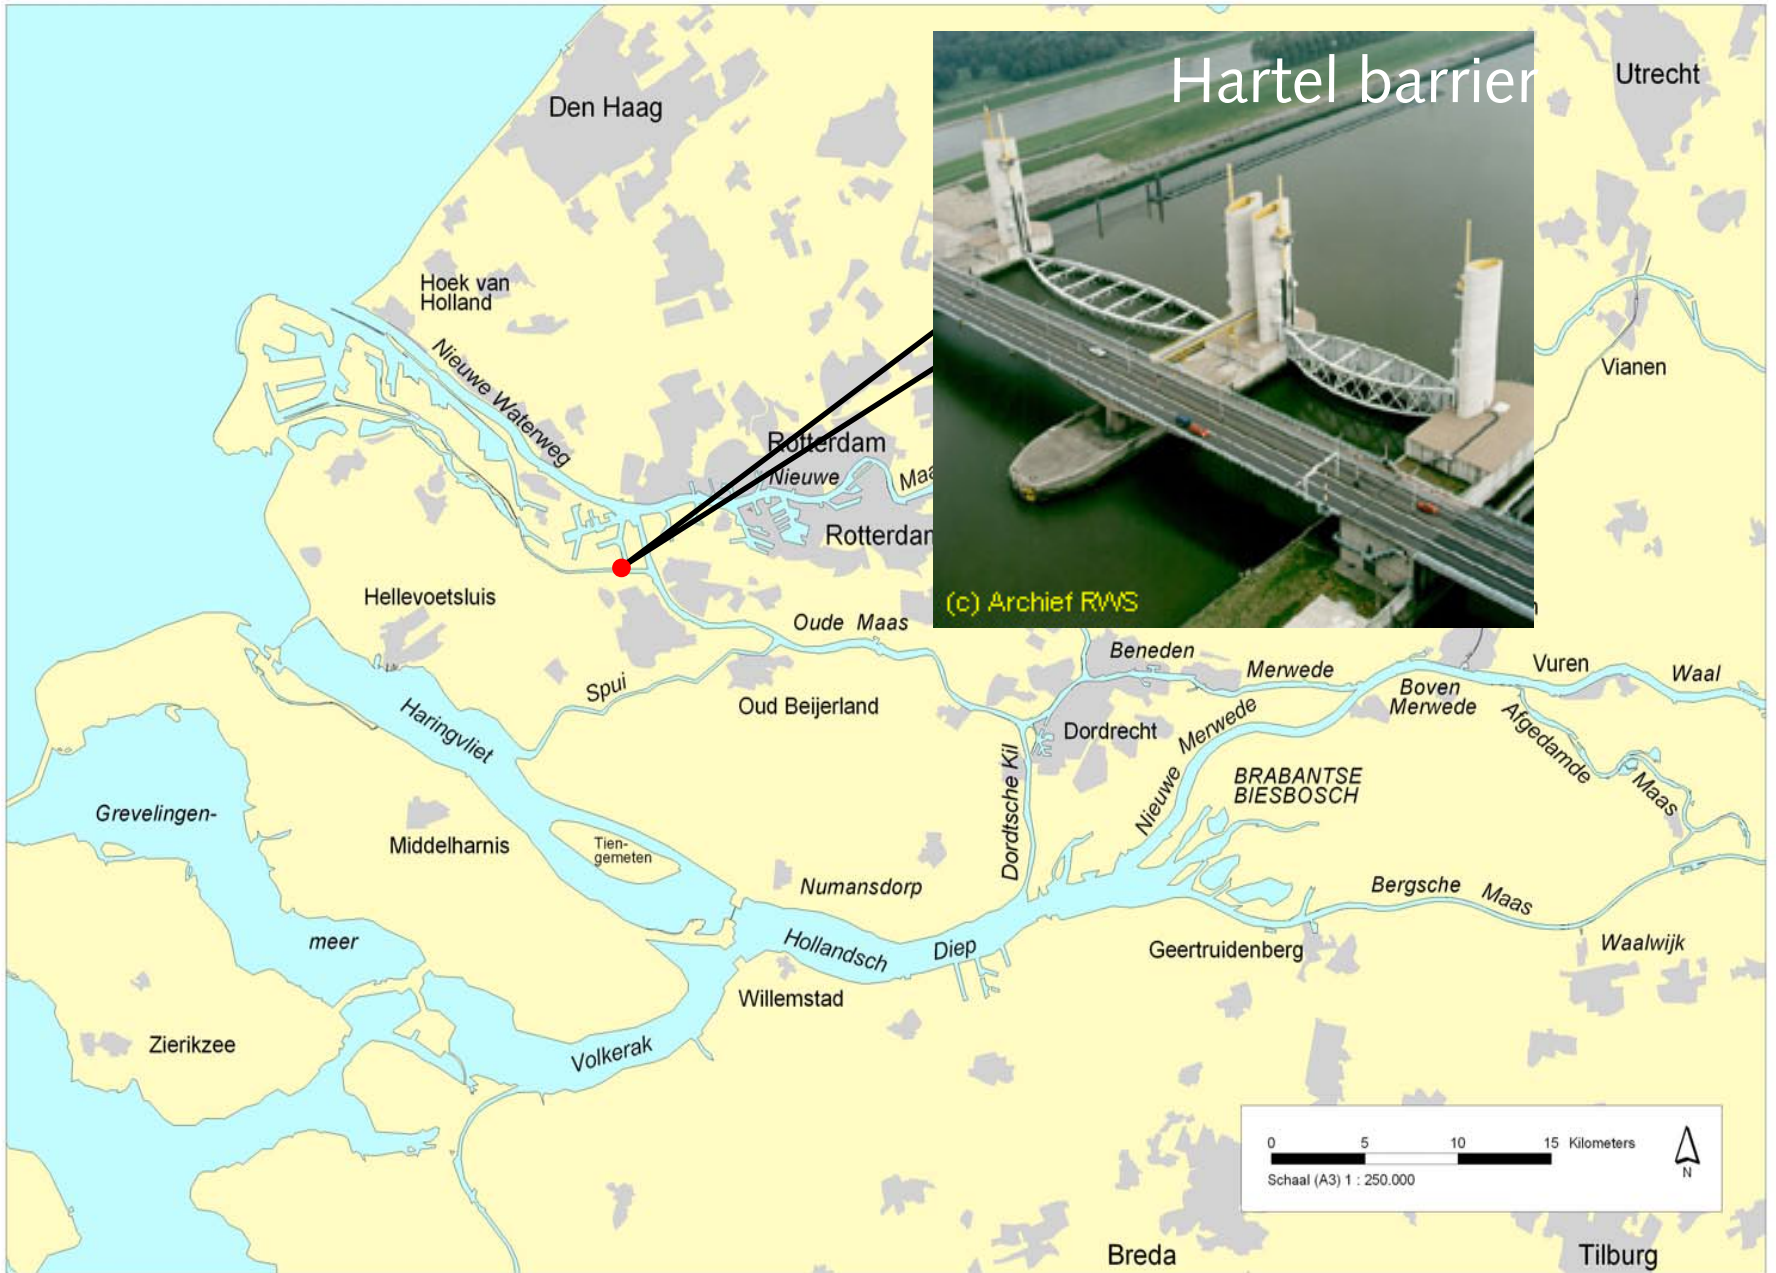 Hartel barrier
Utrecht
Den Haag
Hoek van
Holland
Nieuwe Waterweg
Vianen
Rotterdam
Nieuwe
Maa
Rotterdam
Hellevoetsluis
(c) Archief RWS
Oude Maas
Beneden
Merwede
Vuren
Waal
Spui
Oud Beijerland
Boven
Merwede
Haringvliet
Dordrecht
Nieuwe Merwede
Afgedamde Maas
Dordtsche Kil
BRABANTSE
BIESBOSCH
Grevelingen-
meer
Middelharnis
Tien-
gemeten
Numansdorp
Bergsche Maas
Hollandsch Diep
Geertruidenberg
Waalwijk
Willemstad
Zierikzee
Volkerak
0 5 10 15 Kilometers
Schaal (A3) 1 : 250.000
N
Breda
Tilburg